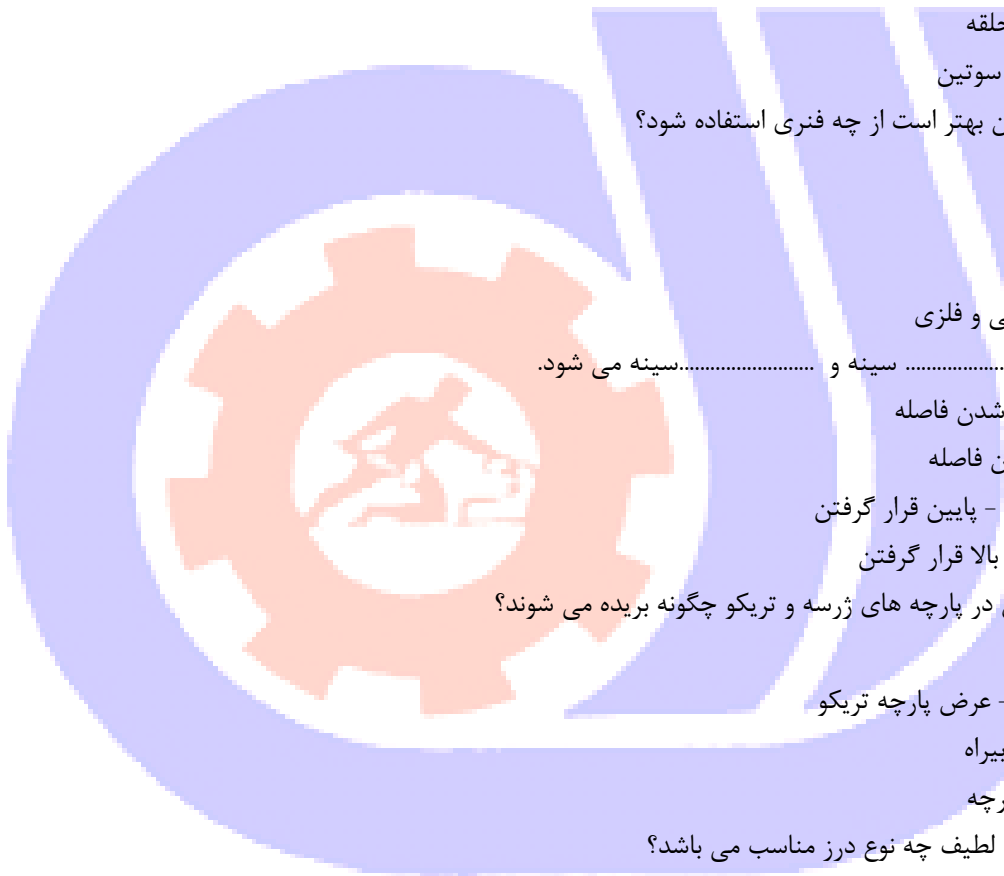 حلقه
سوتین
بهتر است از چه فنری استفاده شود؟
و فلزی
..................... سینه و .........................سینه می شود.
شدن فاصله
فاصله
- پایین قرار گرفتن
بالا قرار گرفتن
در پارچه های ژرسه و تریکو چگونه بریده می شوند؟
- عرض پارچه تریکو
بیراه
لطیف چه نوع درز مناسب می باشد؟